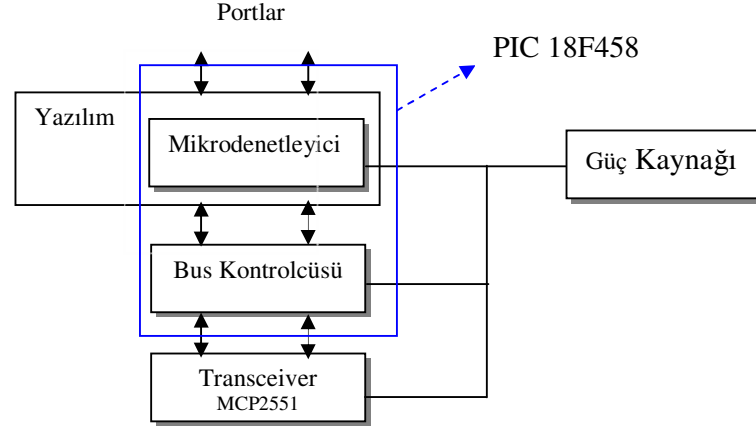 Portlar
PIC 18F458
Yazılım
Mikrodenetleyici
Güç Kaynağı
Bus Kontrolcüsü
Transceiver
MCP2551